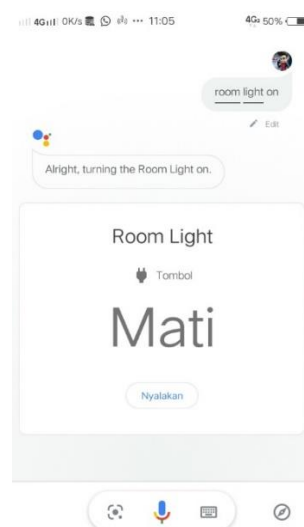 4G 0K/s ··· 11:05 4G 50%
room light on
Edit
Alright, turning the Room Light on.
Room Light
Tombol
Mati
Nyalakan